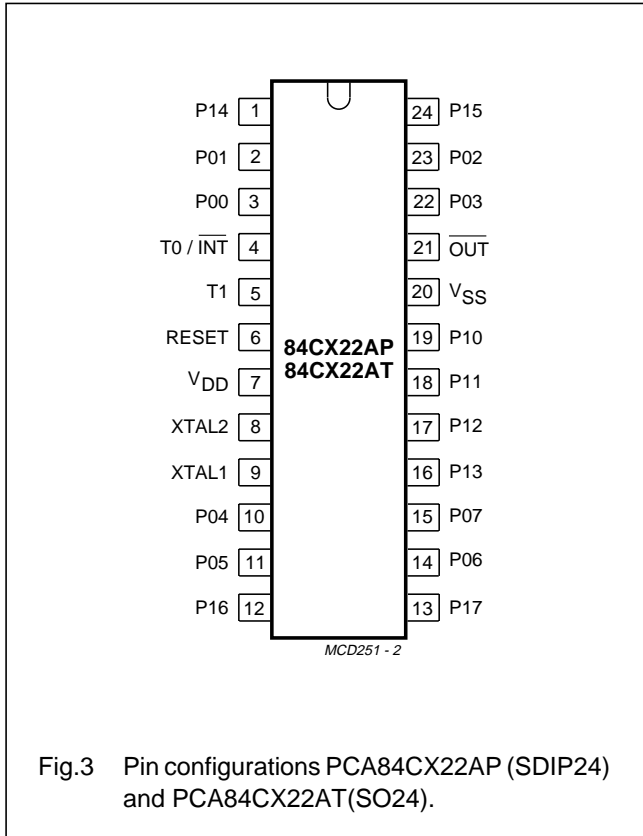 P14 1 24 P15
P01 2 23 P02
P00 3 22 P03
T0 / INT 4 21 OUT
T1 5 20 VSS
RESET 6 19 P10
84CX22AP
84CX22AT
VDD 7 18 P11
XTAL2 8 17 P12
XTAL1 9 16 P13
P04 10 15 P07
P05 11 14 P06
P16 12 13 P17
MCD251 - 2
Fig.3 Pin configurations PCA84CX22AP (SDIP24)
and PCA84CX22AT(SO24).